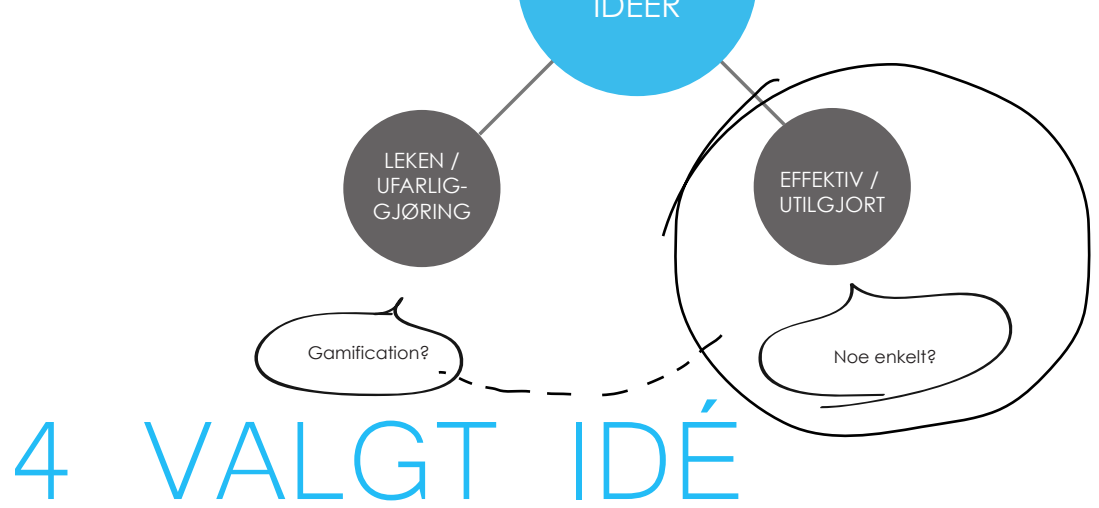 IDEER
LEKEN /
UFARLIG-
GJØRING
EFFEKTIV /
UTILGJORT
Gamification?
Noe enkelt?
4 VALGT IDÉ